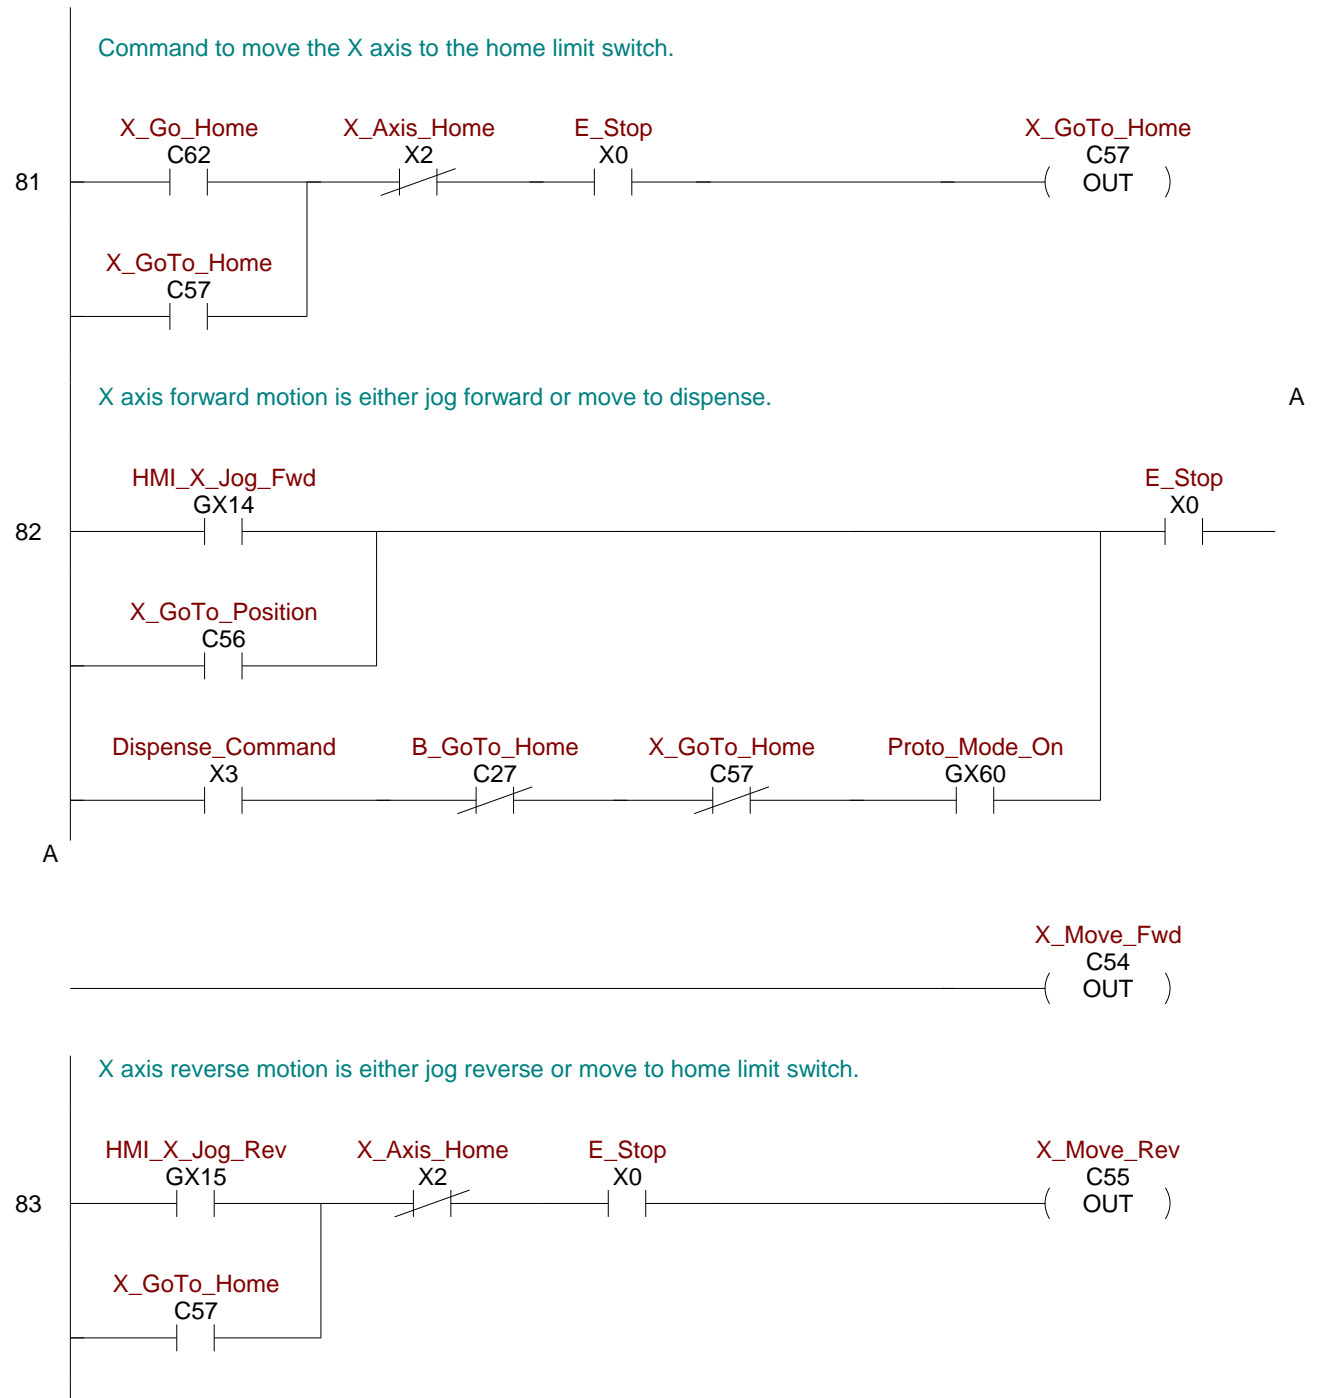 Command to move the X axis to the home limit switch.
X_Go_Home X_Axis_Home E_Stop X_GoTo_Home
C62 X2 X0 C57
81 OUT
X_GoTo_Home
C57
X axis forward motion is either jog forward or move to dispense. A
HMI_X_Jog_Fwd E_Stop
GX14 X0
82
X_GoTo_Position
C56
Dispense_Command B_GoTo_Home X_GoTo_Home Proto_Mode_On
X3 C27 C57 GX60
A
X_Move_Fwd
C54
OUT
X axis reverse motion is either jog reverse or move to home limit switch.
HMI_X_Jog_Rev X_Axis_Home E_Stop X_Move_Rev
GX15 X2 X0 C55
83 OUT
X_GoTo_Home
C57